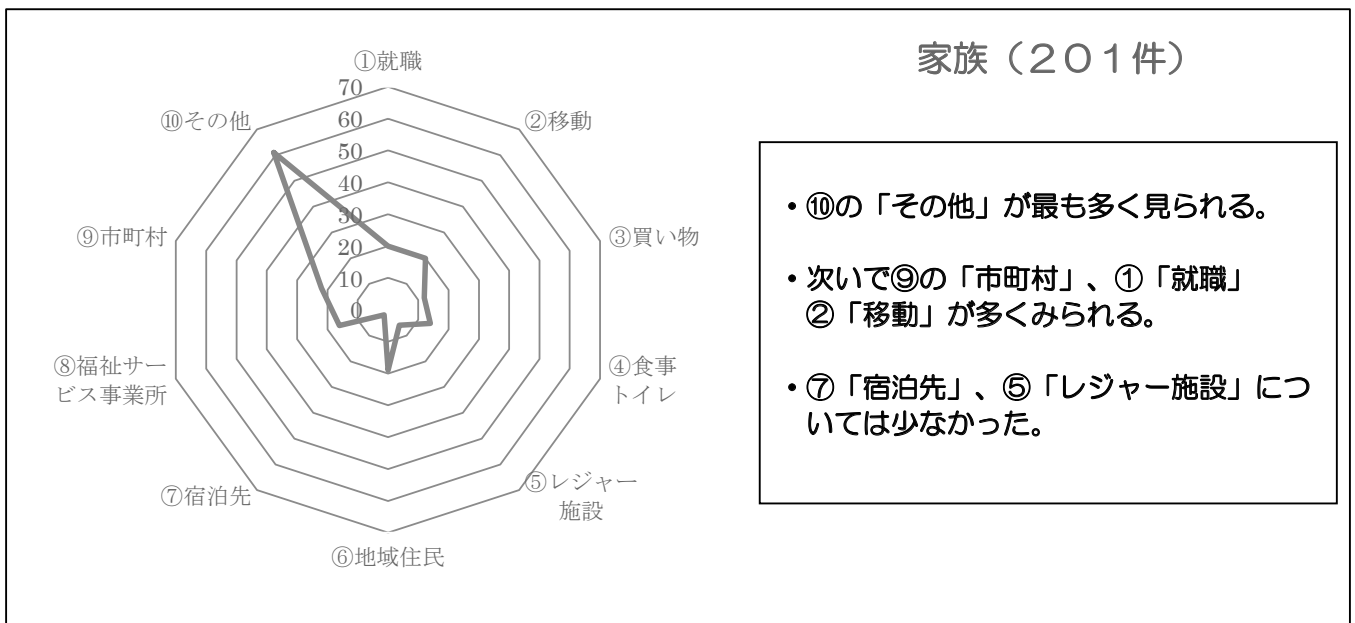 家族（２０１件）
①就職
②移動
③買い物
④食事
トイレ
⑤レジャー
施設
⑥地域住民
⑦宿泊先
⑧福祉サー
ビス事業所
⑨市町村
⑩その他
70
60
50
40
30
20
10
0
・⑩の「その他」が最も多く見られる。
・次いで⑨の「市町村」、①「就職」
②「移動」が多くみられる。
・⑦「宿泊先」、⑤「レジャー施設」につ
いては少なかった。